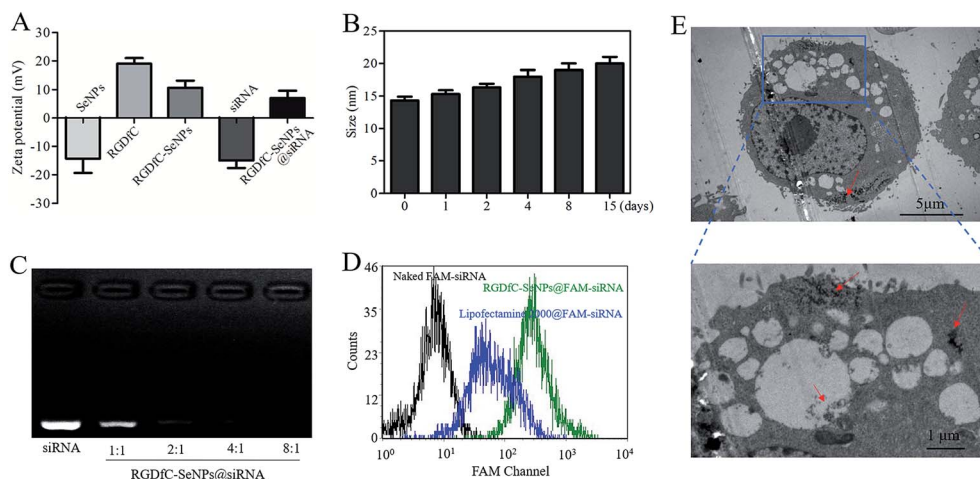 A
Zeta potential (mV)
30
20
10
0
-10
-20
-30
SeNPs
RGDfC
RGDfC-SeNPs
siRNA
RGDfC-SeNPs
@siRNA
B
Size (nm)
25
20
15
10
5
0
0 1 2 4 8 15 (days)
C
siRNA 1:1 2:1 4:1 8:1
RGDfC-SeNPs@siRNA
D
Counts
46
35
23
12
0
Naked FAM-siRNA
RGDfC-SeNPs@FAM-siRNA
Lipofectamine 2000@FAM-siRNA
10⁰ 10¹ 10² 10³ 10⁴
FAM Channel
E
5μm
1 μm